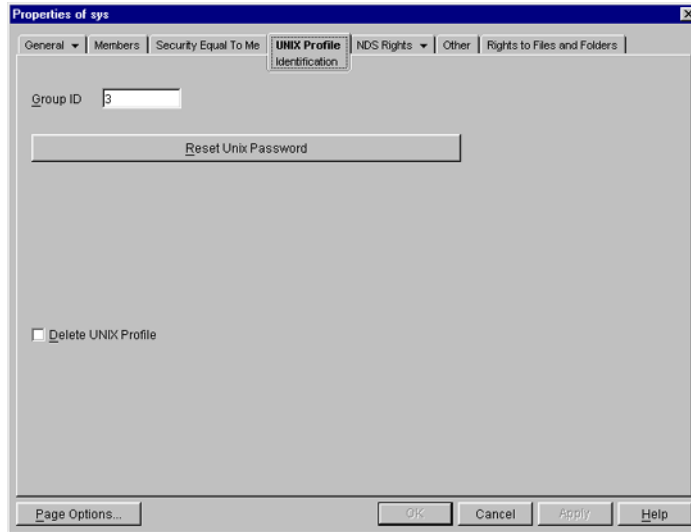 Properties of sys
General Members Security Equal To Me UNIX Profile NDS Rights Other Rights to Files and Folders
Identification
Group ID 3
Reset Unix Password
Delete UNIX Profile
Page Options... OK Cancel Apply Help